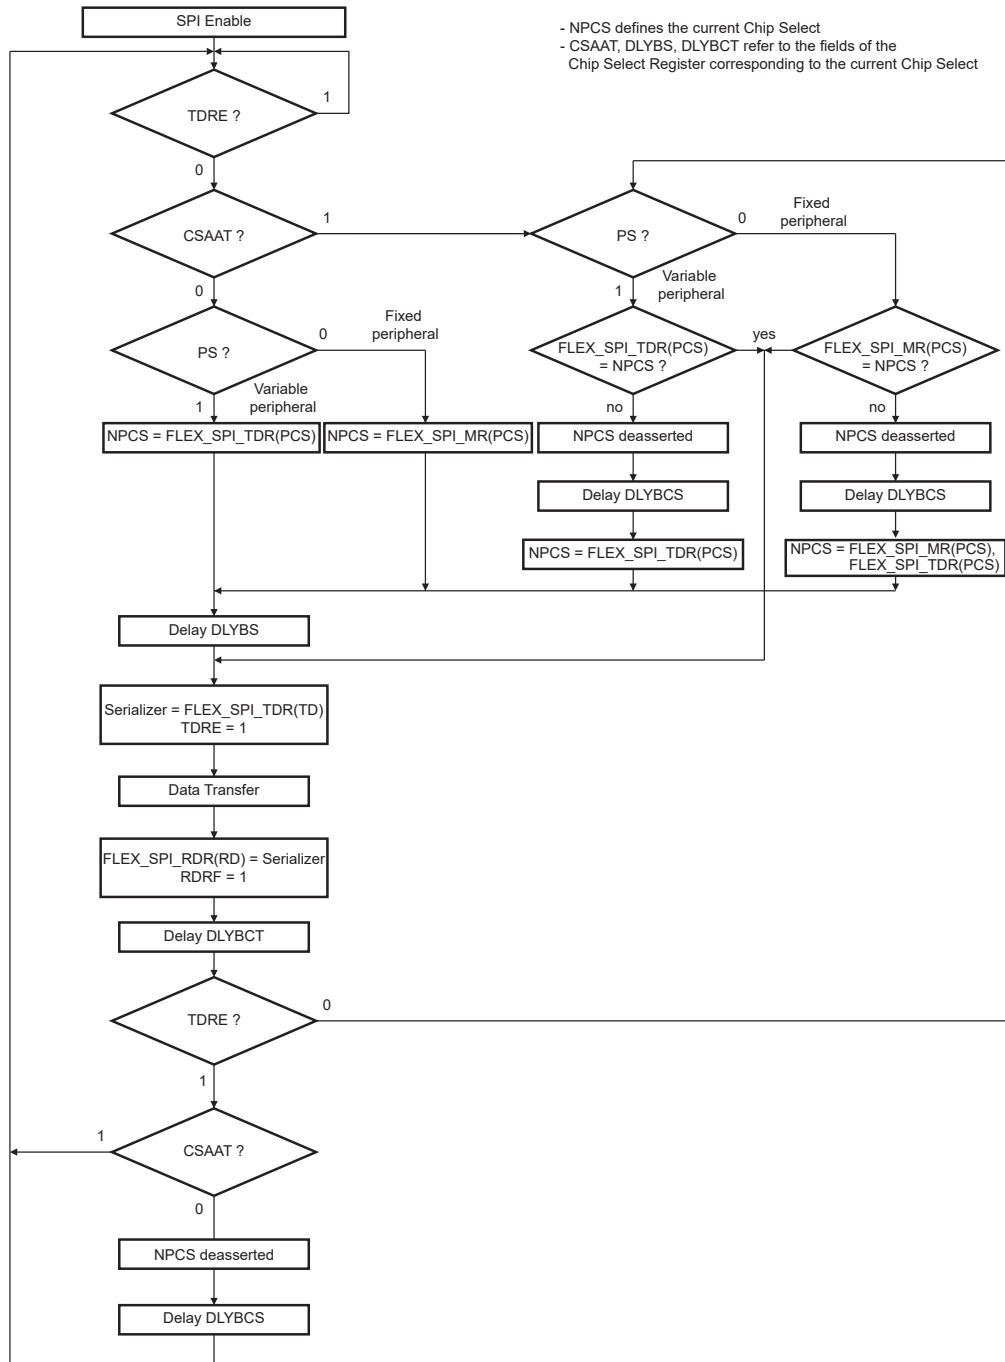 SPI Enable
- NPCS defines the current Chip Select
- CSAAT, DLYBS, DLYBCT refer to the fields of the
Chip Select Register corresponding to the current Chip Select
TDRE ?
1
0
CSAAT ?
1
0
PS ?
0
Fixed
peripheral
1
Variable
peripheral
PS ?
0
Fixed
peripheral
1
Variable
peripheral
FLEX_SPI_TDR(PCS)
= NPCS ?
yes
FLEX_SPI_MR(PCS)
= NPCS ?
no
no
NPCS = FLEX_SPI_TDR(PCS)
NPCS = FLEX_SPI_MR(PCS)
NPCS deasserted
NPCS deasserted
Delay DLYBCS
Delay DLYBCS
NPCS = FLEX_SPI_TDR(PCS)
NPCS = FLEX_SPI_MR(PCS),
FLEX_SPI_TDR(PCS)
Delay DLYBS
Serializer = FLEX_SPI_TDR(TD)
TDRE = 1
Data Transfer
FLEX_SPI_RDR(RD) = Serializer
RDRF = 1
Delay DLYBCT
TDRE ?
0
1
CSAAT ?
1
0
NPCS deasserted
Delay DLYBCS